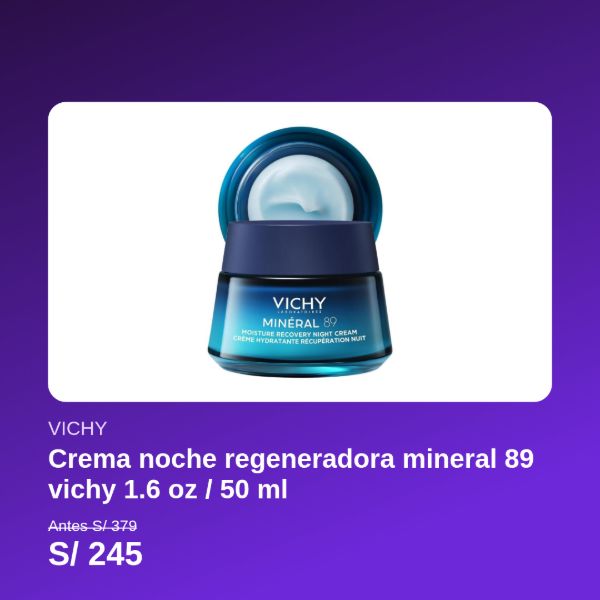 VICHY
LABORATOIRES
MINÉRAL 89
MOISTURE RECOVERY NIGHT CREAM
CRÈME HYDRATANTE RÉCUPÉRATION NUIT
VICHY
Crema noche regeneradora mineral 89
vichy 1.6 oz / 50 ml
Antes S/ 379
S/ 245